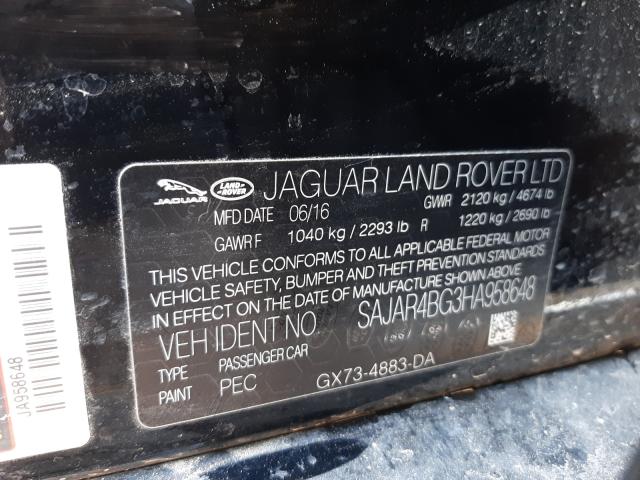 JAGUAR LAND-ROVER JAGUAR LAND ROVER LTD
MFD DATE 06/16 GWR 2120 kg / 4674 lb
GAWR F 1040 kg / 2293 lb R 1220 kg / 2690 lb
THIS VEHICLE CONFORMS TO ALL APPLICABLE FEDERAL MOTOR
VEHICLE SAFETY, BUMPER AND THEFT PREVENTION STANDARDS
IN EFFECT ON THE DATE OF MANUFACTURE SHOWN ABOVE.
VEH IDENT NO. SAJAR4BG3HA958648
TYPE PASSENGER CAR
PAINT PEC GX73-4883-DA
JA958648